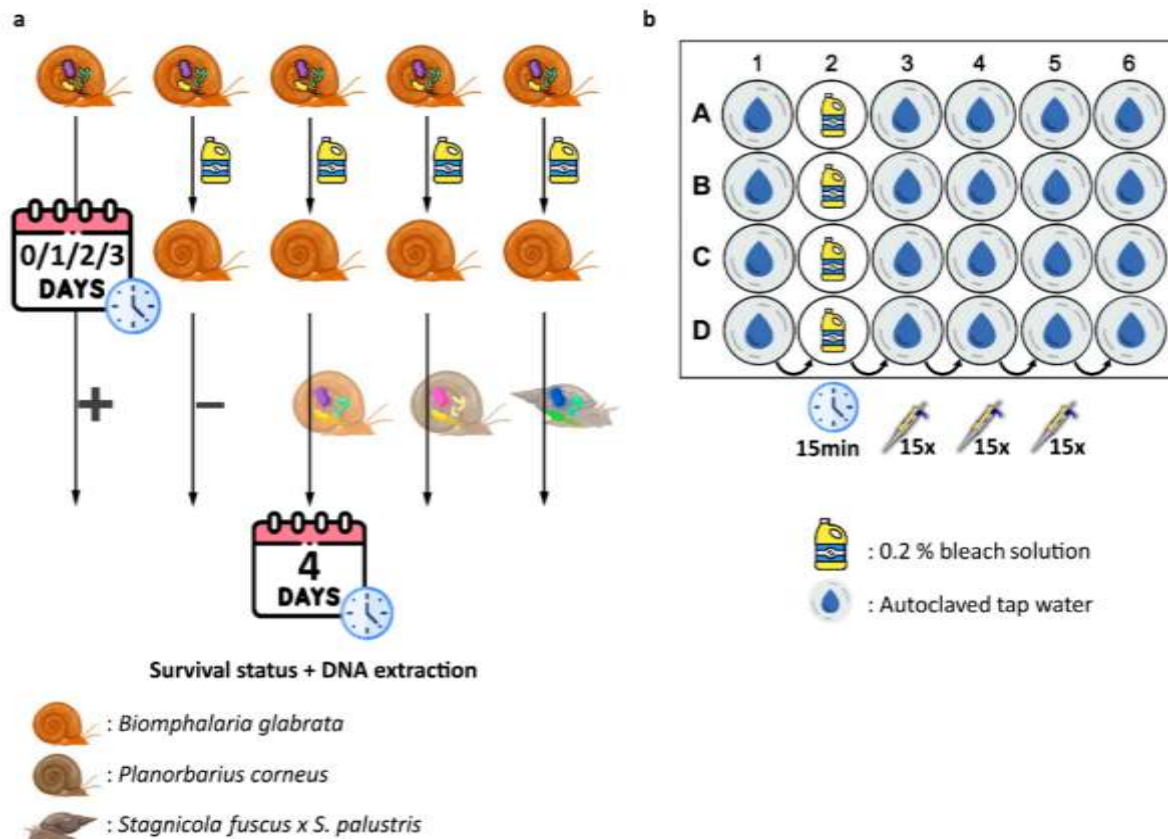 a
0/1/2/3
DAYS
+
−
4
DAYS
Survival status + DNA extraction
: Biomphalaria glabrata
: Planorbarius corneus
: Stagnicola fuscus x S. palustris
b
1 2 3 4 5 6
A
B
C
D
15min 15x 15x 15x
: 0.2 % bleach solution
: Autoclaved tap water